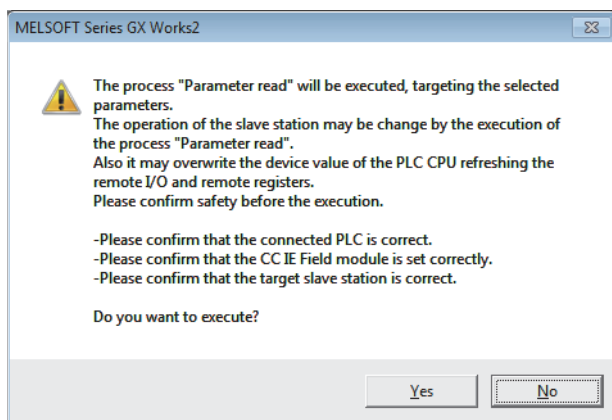 MELSOFT Series GX Works2
The process "Parameter read" will be executed, targeting the selected
parameters.
The operation of the slave station may be change by the execution of
the process "Parameter read".
Also it may overwrite the device value of the PLC CPU refreshing the
remote I/O and remote registers.
Please confirm safety before the execution.
-Please confirm that the connected PLC is correct.
-Please confirm that the CC IE Field module is set correctly.
-Please confirm that the target slave station is correct.
Do you want to execute?
Yes
No